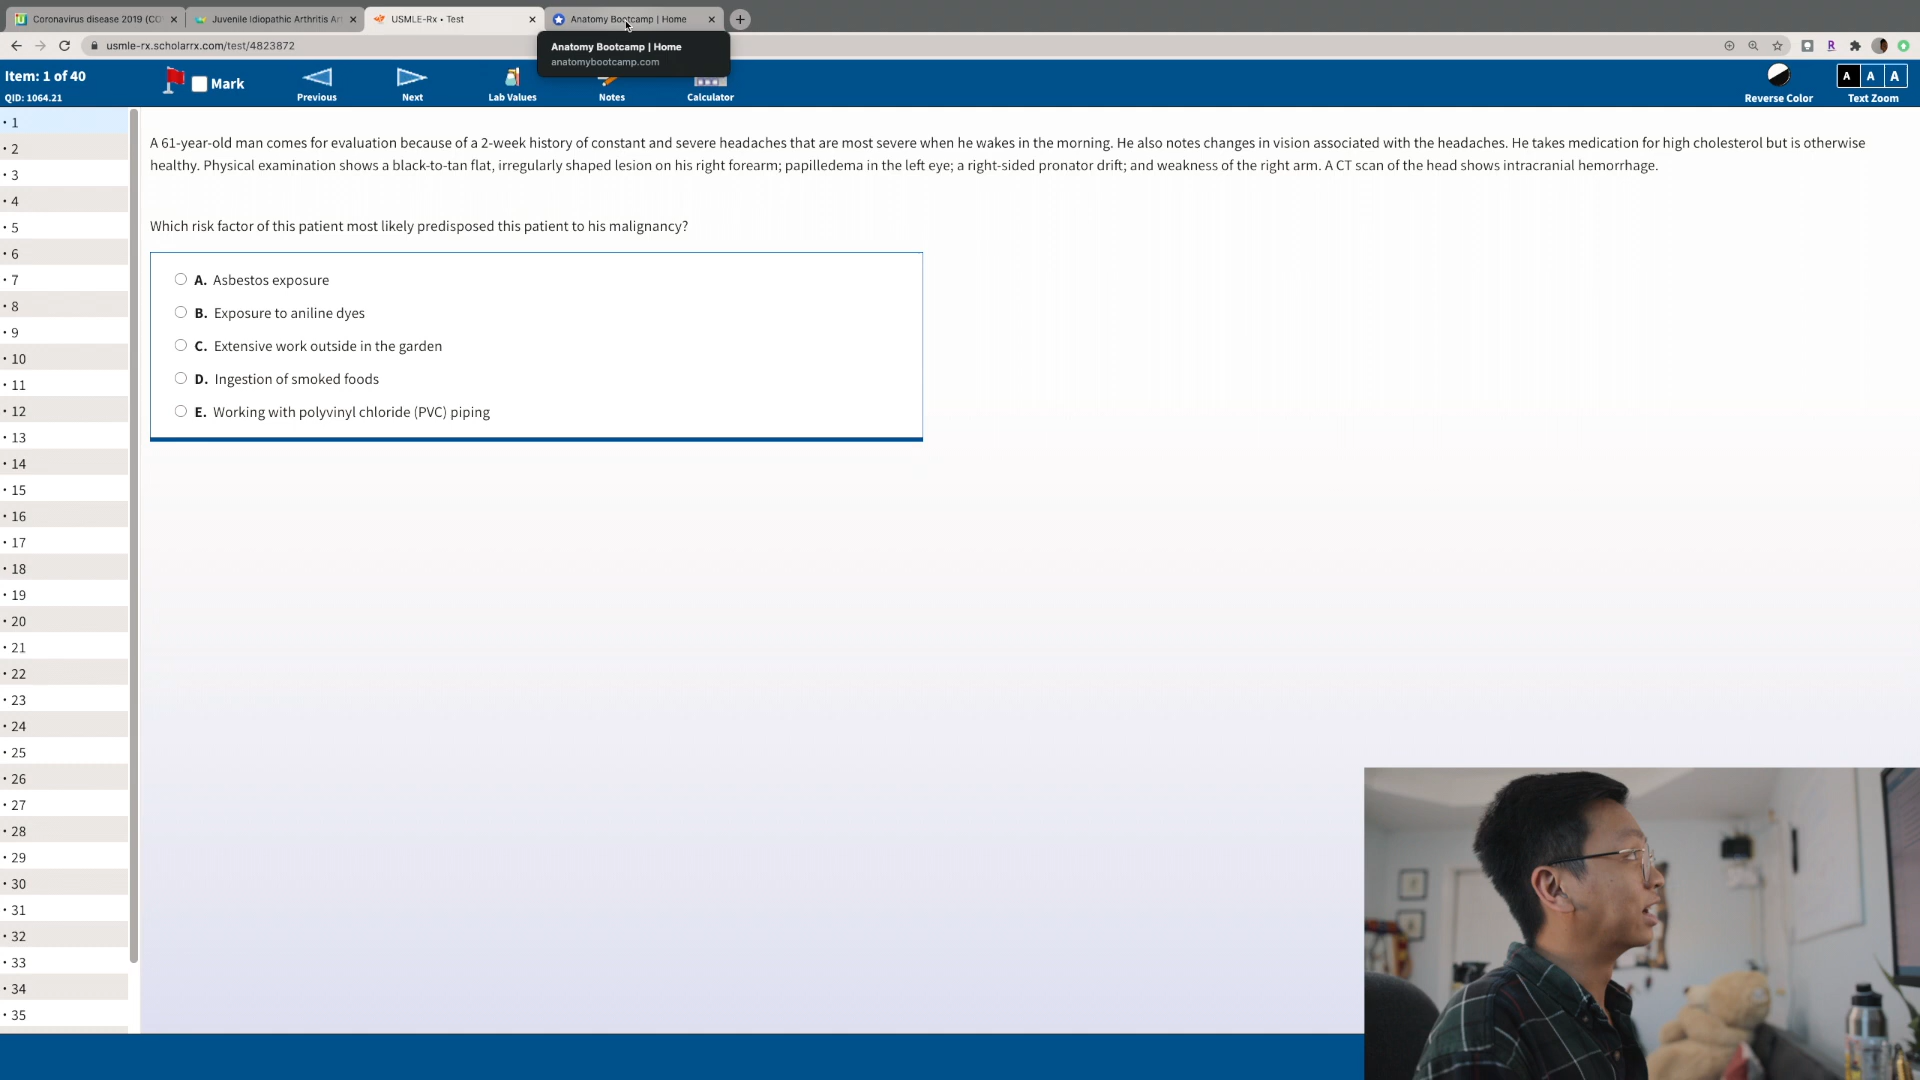 Coronavirus disease 2019 (CO
Juvenile Idiopathic Arthritis Ar
USMLE-Rx • Test
Anatomy Bootcamp | Home
usmle-rx.scholarrx.com/test/4823872
Anatomy Bootcamp | Home
anatomybootcamp.com
Item: 1 of 40
QID: 1064.21
Mark
Previous
Next
Lab Values
Notes
Calculator
Reverse Color
A A A
Text Zoom
• 1
• 2
• 3
• 4
• 5
• 6
• 7
• 8
• 9
• 10
• 11
• 12
• 13
• 14
• 15
• 16
• 17
• 18
• 19
• 20
• 21
• 22
• 23
• 24
• 25
• 26
• 27
• 28
• 29
• 30
• 31
• 32
• 33
• 34
• 35
A 61-year-old man comes for evaluation because of a 2-week history of constant and severe headaches that are most severe when he wakes in the morning. He also notes changes in vision associated with the headaches. He takes medication for high cholesterol but is otherwise
healthy. Physical examination shows a black-to-tan flat, irregularly shaped lesion on his right forearm; papilledema in the left eye; a right-sided pronator drift; and weakness of the right arm. A CT scan of the head shows intracranial hemorrhage.
Which risk factor of this patient most likely predisposed this patient to his malignancy?
A. Asbestos exposure
B. Exposure to aniline dyes
C. Extensive work outside in the garden
D. Ingestion of smoked foods
E. Working with polyvinyl chloride (PVC) piping